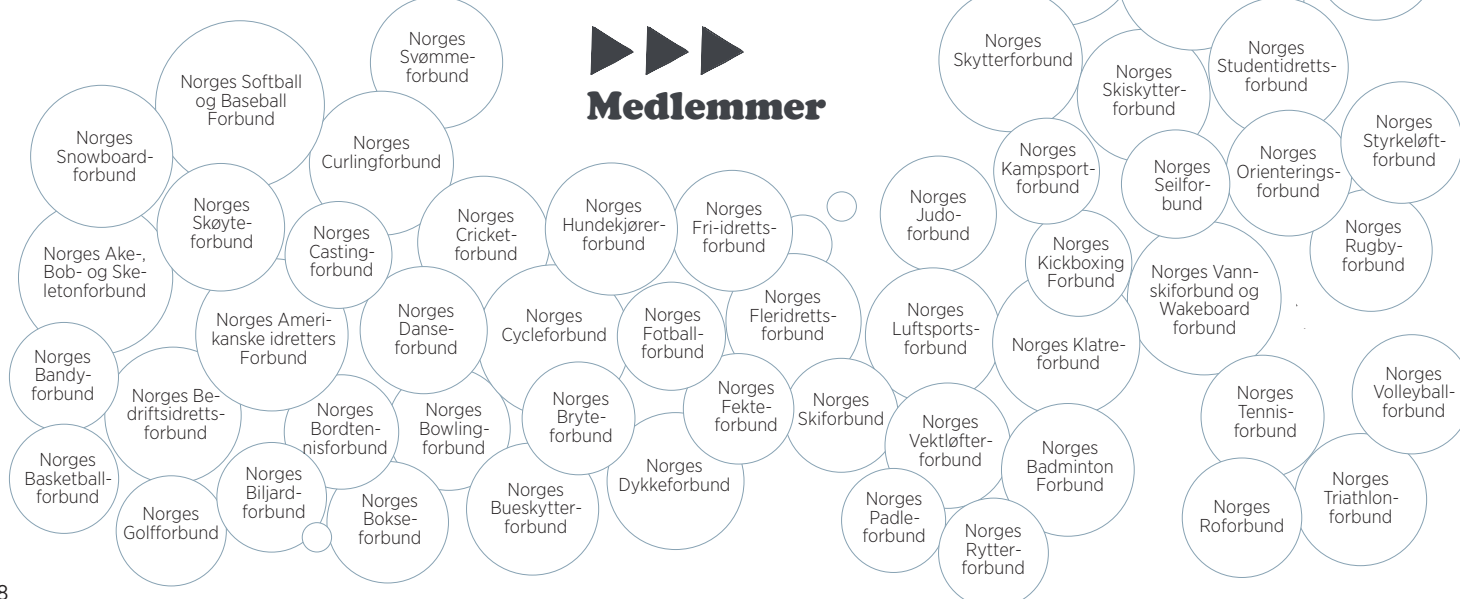 Medlemmer
Norges
Svømme-
forbund
Norges Softball
og Baseball
Forbund
Norges
Snowboard-
forbund
Norges
Curlingforbund
Norges
Skøyte-
forbund
Norges
Casting-
forbund
Norges
Cricket-
forbund
Norges
Hundekjører-
forbund
Norges
Fri-idretts-
forbund
Norges Ake-,
Bob- og Ske-
letonforbund
Norges Ameri-
kanske idretters
Forbund
Norges
Danse-
forbund
Norges
Cycleforbund
Norges
Fotball-
forbund
Norges
Fleridretts-
forbund
Norges
Bandy-
forbund
Norges Be-
driftsidretts-
forbund
Norges
Bordten-
nisforbund
Norges
Bowling-
forbund
Norges
Bryte-
forbund
Norges
Fekte-
forbund
Norges
Skiforbund
Norges
Basketball-
forbund
Norges
Golfforbund
Norges
Biljard-
forbund
Norges
Bokse-
forbund
Norges
Bueskytter-
forbund
Norges
Dykkeforbund
Norges
Skytterforbund
Norges
Skiskytter-
forbund
Norges
Studentidretts-
forbund
Norges
Styrkeløft-
forbund
Norges
Kampsport-
forbund
Norges
Seilfor-
bund
Norges
Orienterings-
forbund
Norges
Judo-
forbund
Norges
Kickboxing
Forbund
Norges
Rugby-
forbund
Norges Vann-
skiforbund og
Wakeboard
forbund
Norges
Luftsports-
forbund
Norges Klatre-
forbund
Norges
Tennis-
forbund
Norges
Volleyball-
forbund
Norges
Vektløfter-
forbund
Norges
Badminton
Forbund
Norges
Padle-
forbund
Norges
Rytter-
forbund
Norges
Roforbund
Norges
Triathlon-
forbund
8